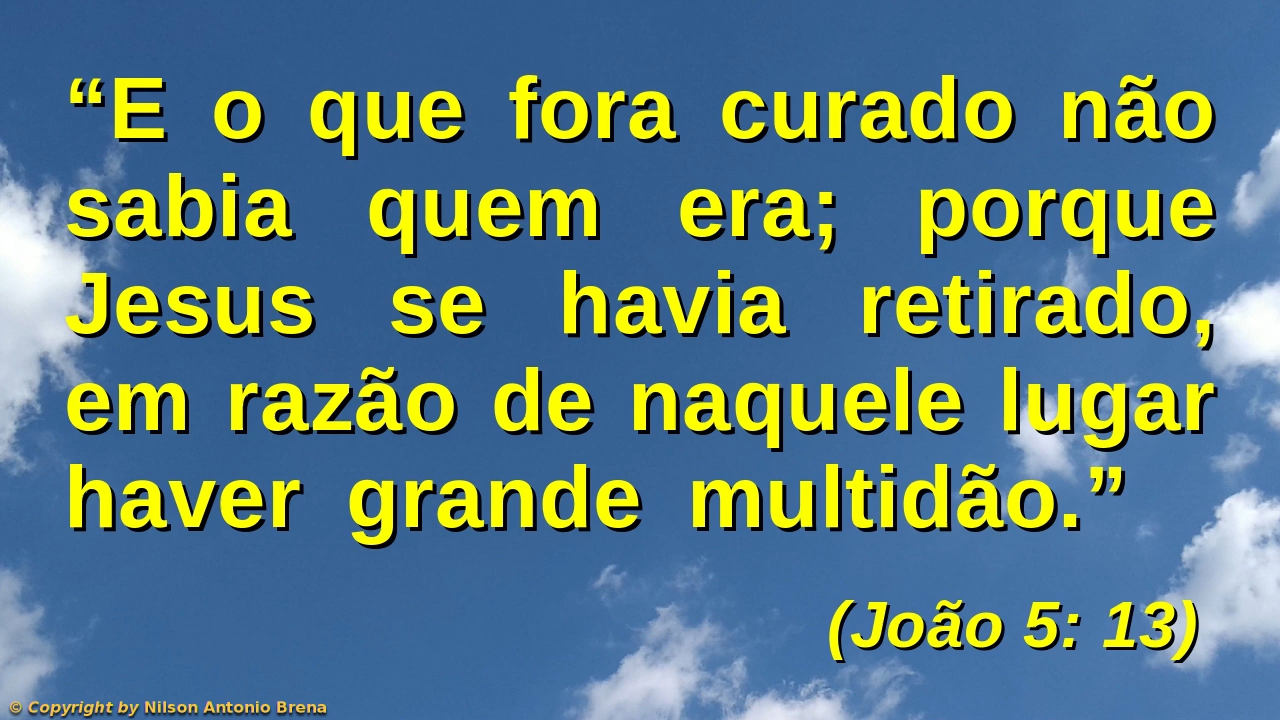 “E o que fora curado não
sabia quem era; porque
Jesus se havia retirado,
em razão de naquele lugar
haver grande multidão.”
(João 5: 13)
© Copyright by Nilson Antonio Brena